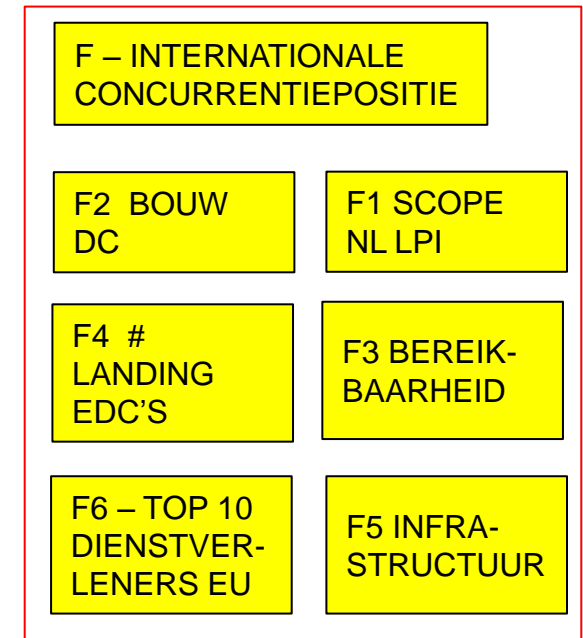 F – INTERNATIONALE
CONCURRENTIEPOSITIE
F2  BOUW
DC
F1 SCOPE
NL LPI
F4  #
LANDING
EDC'S
F3 BEREIK-
BAARHEID
F6 – TOP 10
DIENSTVER-
LENERS EU
F5 INFRA-
STRUCTUUR